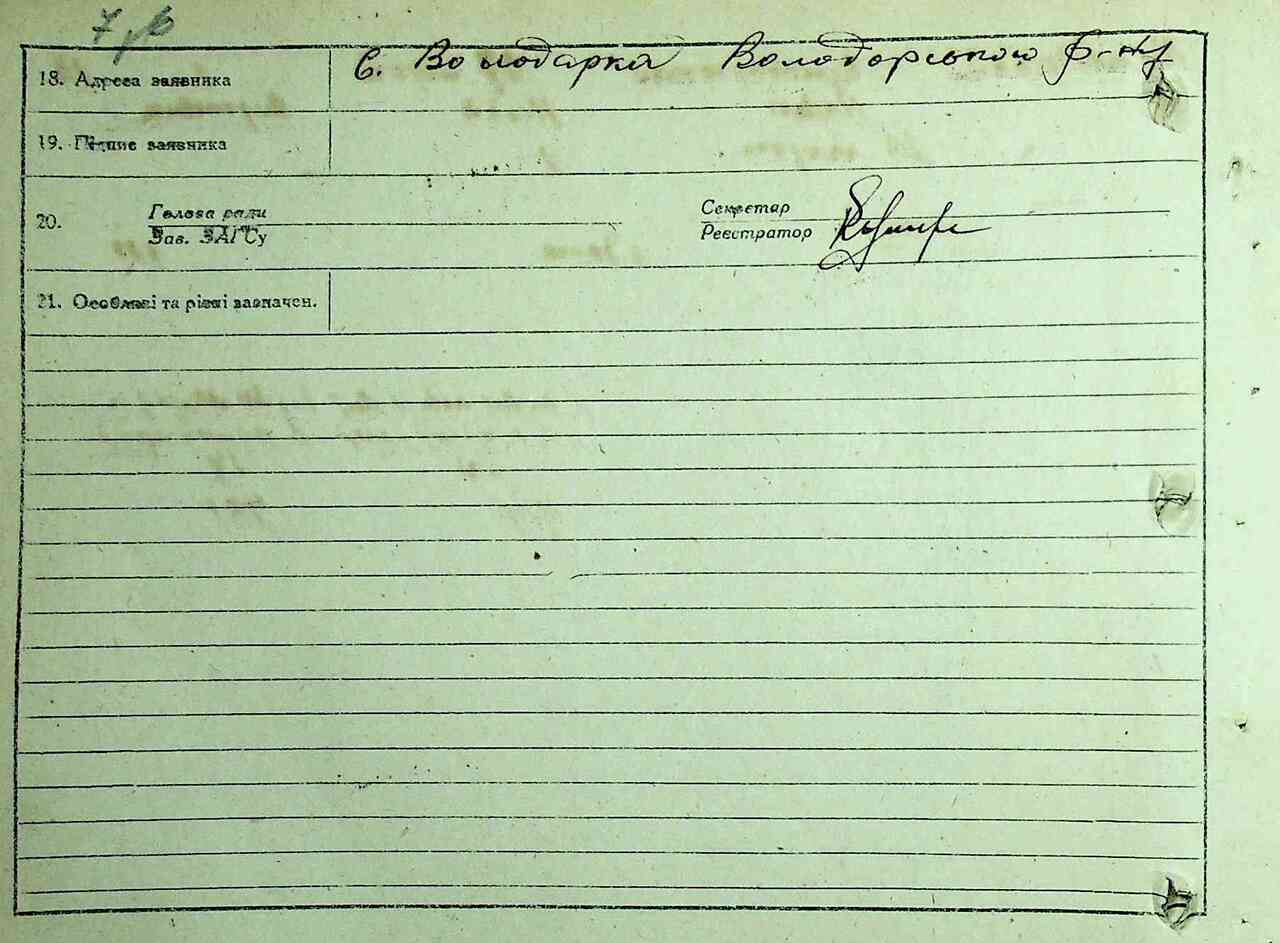 18. Адреса заявника
с. Володарка Володарського р-ну
19. Підпис заявника
20. Голова ради
Зав. ЗАГСу
Секретар
Реєстратор
21. Особливі та різні зазначен.